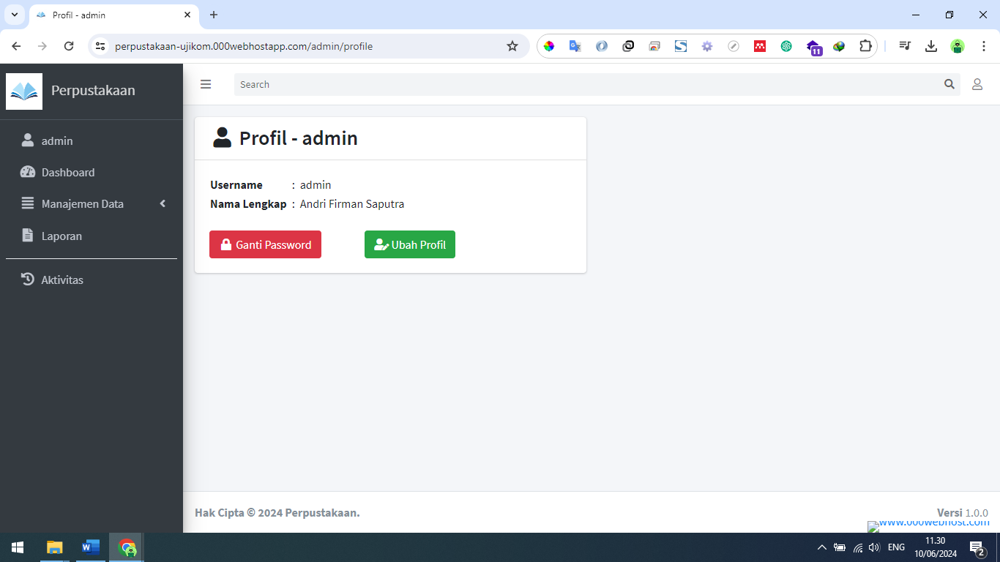 Profil - admin
perpustakaan-ujikom.000webhostapp.com/admin/profile
11
Perpustakaan
Search
admin
Dashboard
Manajemen Data
Laporan
Aktivitas
Profil - admin
Username : admin
Nama Lengkap : Andri Firman Saputra
Ganti Password
Ubah Profil
Hak Cipta © 2024 Perpustakaan.
Versi 1.0.0
www.000webhost.com
ENG
11.30
10/06/2024
2